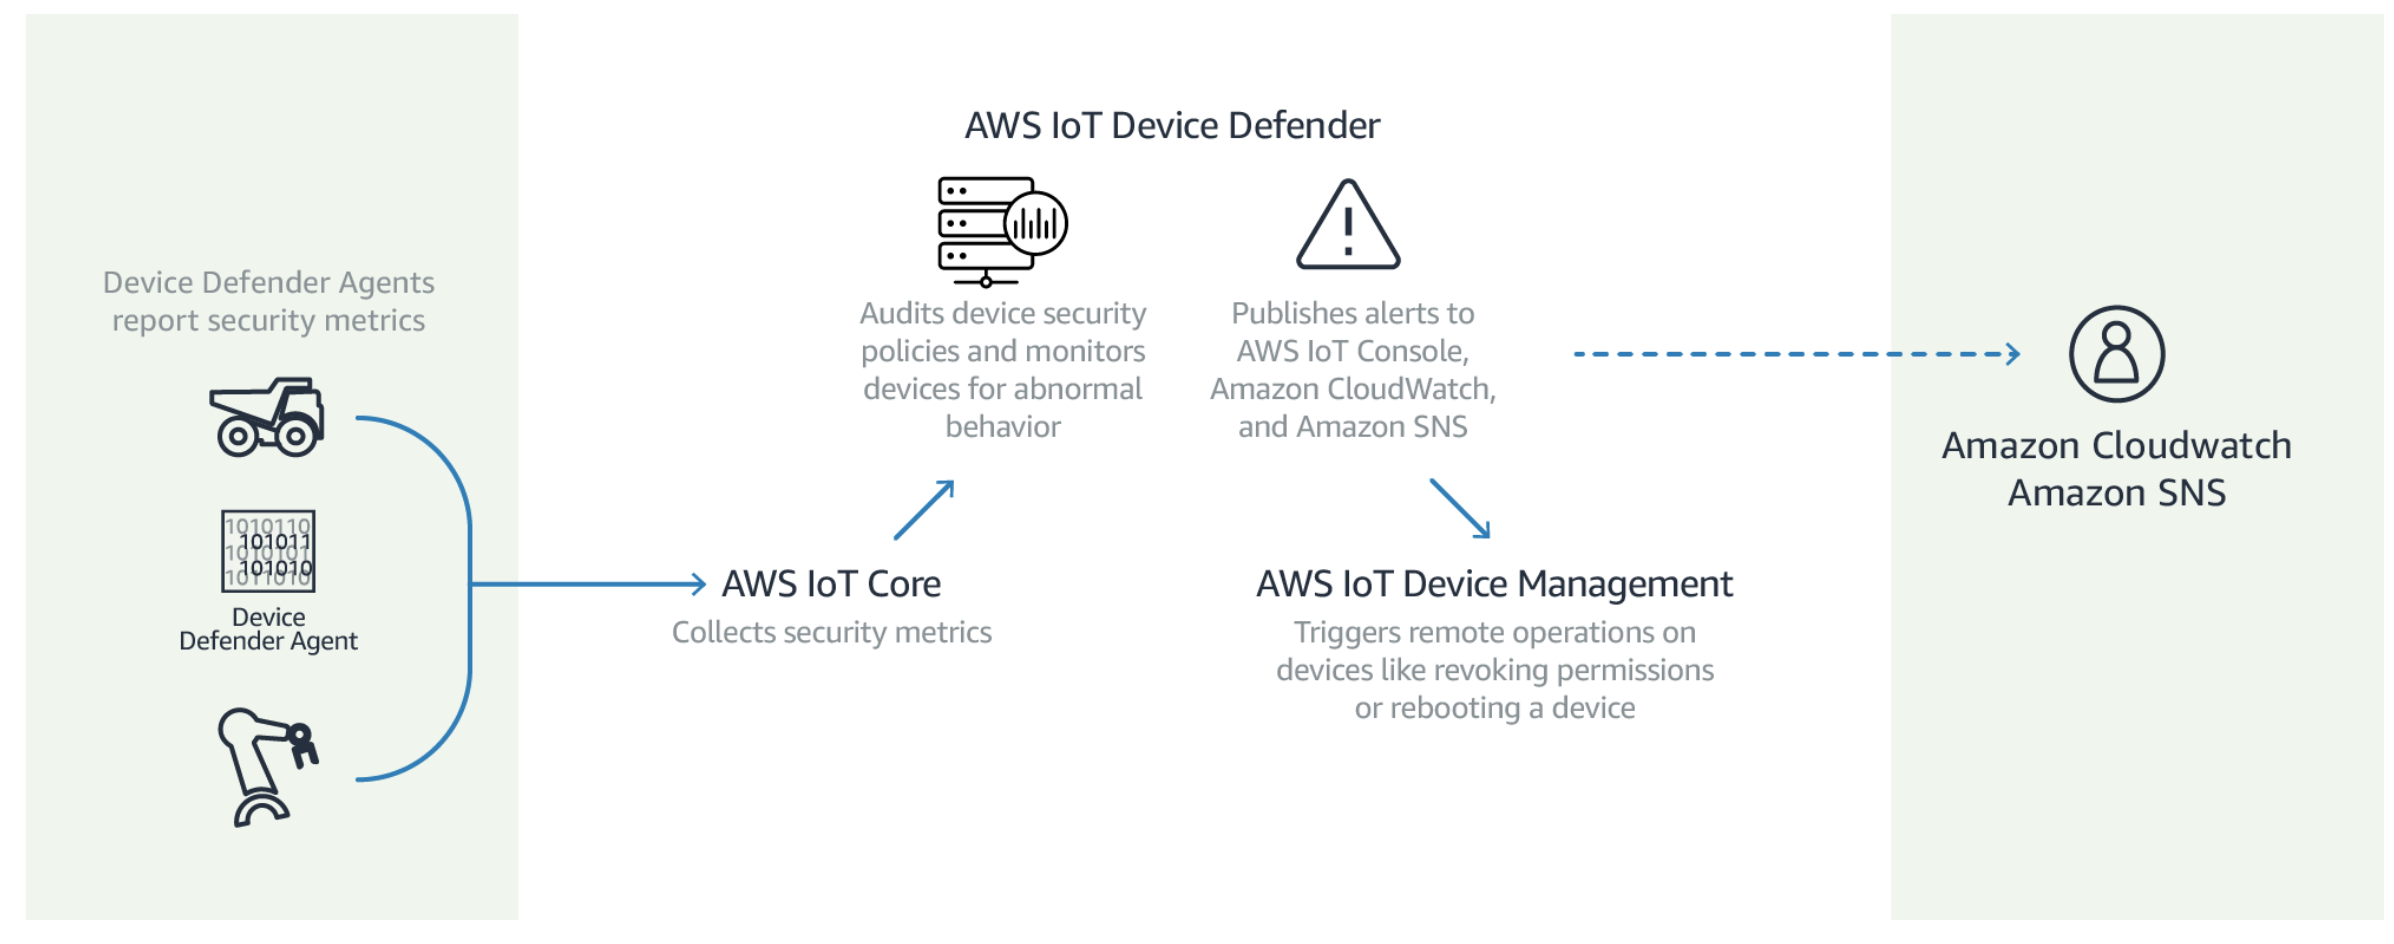 AWS IoT Device Defender
Device Defender Agents
report security metrics
1010110
101011
1010101
101010
1011010
Device
Defender Agent
Audits device security
policies and monitors
devices for abnormal
behavior
Publishes alerts to
AWS IoT Console,
Amazon CloudWatch,
and Amazon SNS
AWS IoT Core
Collects security metrics
AWS IoT Device Management
Triggers remote operations on
devices like revoking permissions
or rebooting a device
Amazon Cloudwatch
Amazon SNS